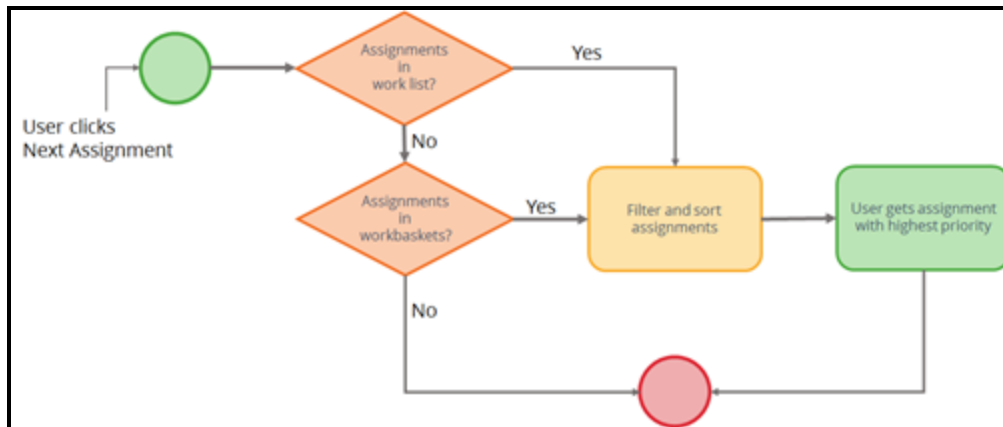 Assignments
in
work list?
Yes
User clicks
Next Assignment
No
Assignments
in
workbaskets?
Yes
Filter and sort
assignments
User gets assignment
with highest priority
No